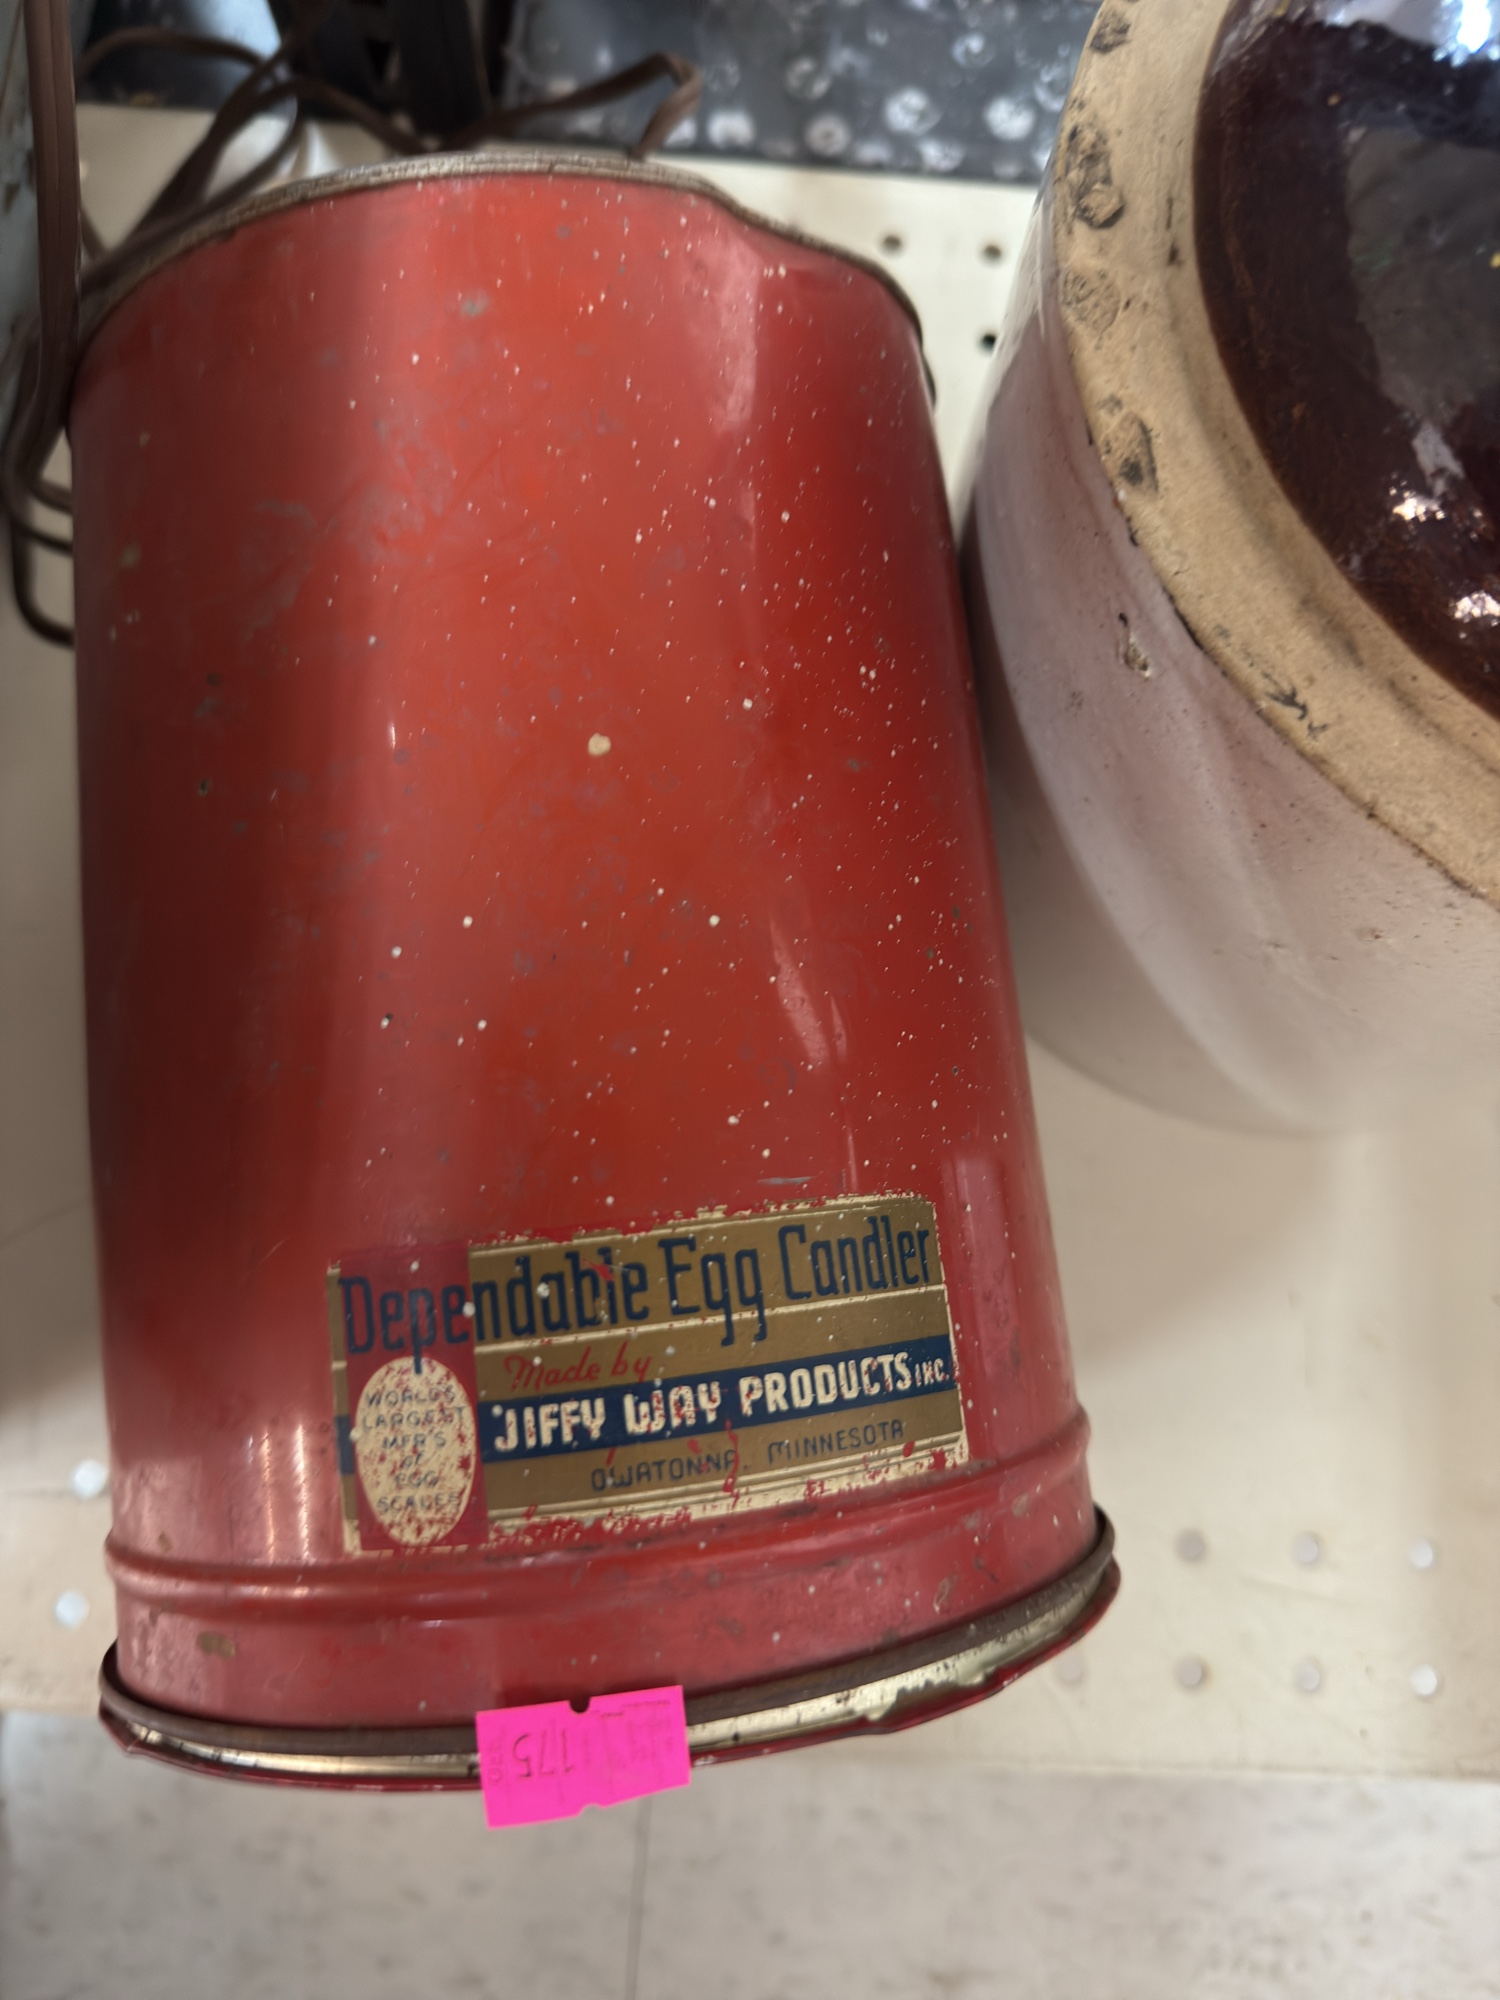 Dependable Egg Candler
Made by
JIFFY WAY PRODUCTS INC.
OWATONNA, MINNESOTA
WORLD'S
LARGEST
MFR'S
OF
EGG
SCALES
175